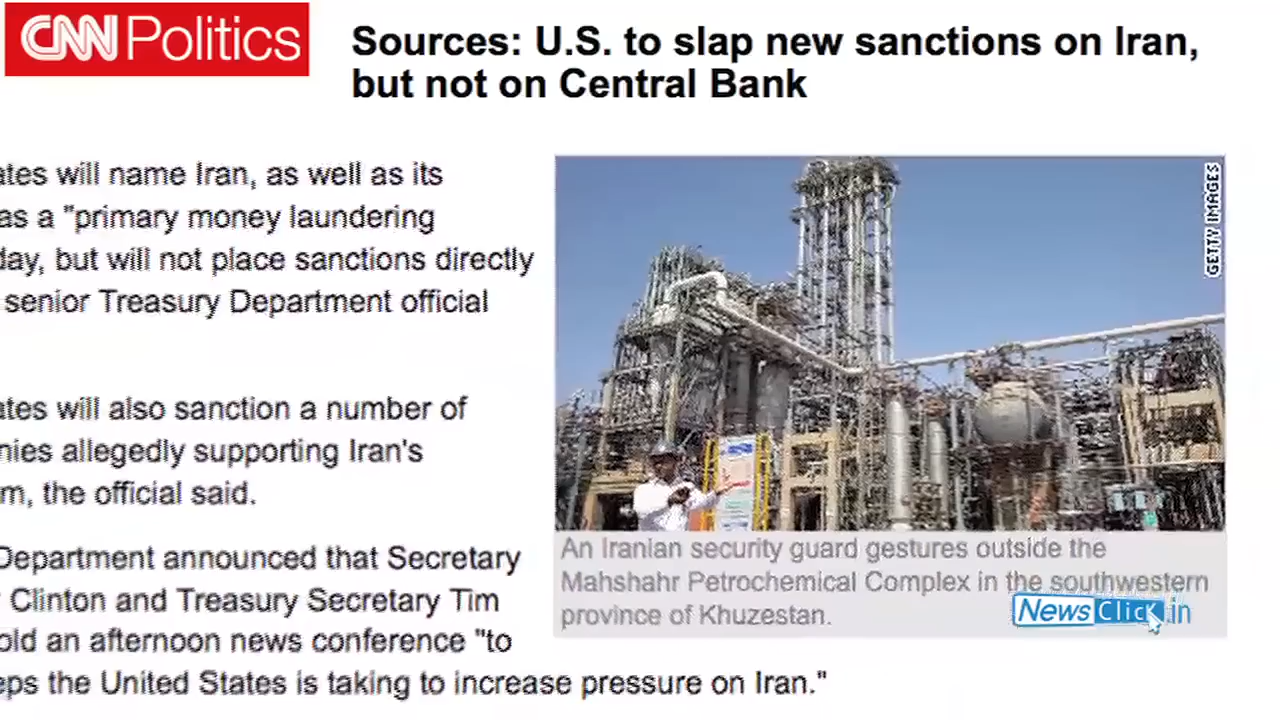 CNN Politics
Sources: U.S. to slap new sanctions on Iran,
but not on Central Bank
ates will name Iran, as well as its
as a "primary money laundering
day, but will not place sanctions directly
senior Treasury Department official
ates will also sanction a number of
nies allegedly supporting Iran's
m, the official said.
Department announced that Secretary
Clinton and Treasury Secretary Tim
old an afternoon news conference "to
eps the United States is taking to increase pressure on Iran."
GETTY IMAGES
An Iranian security guard gestures outside the
Mahshahr Petrochemical Complex in the southwestern
province of Khuzestan.
NewsClick.in